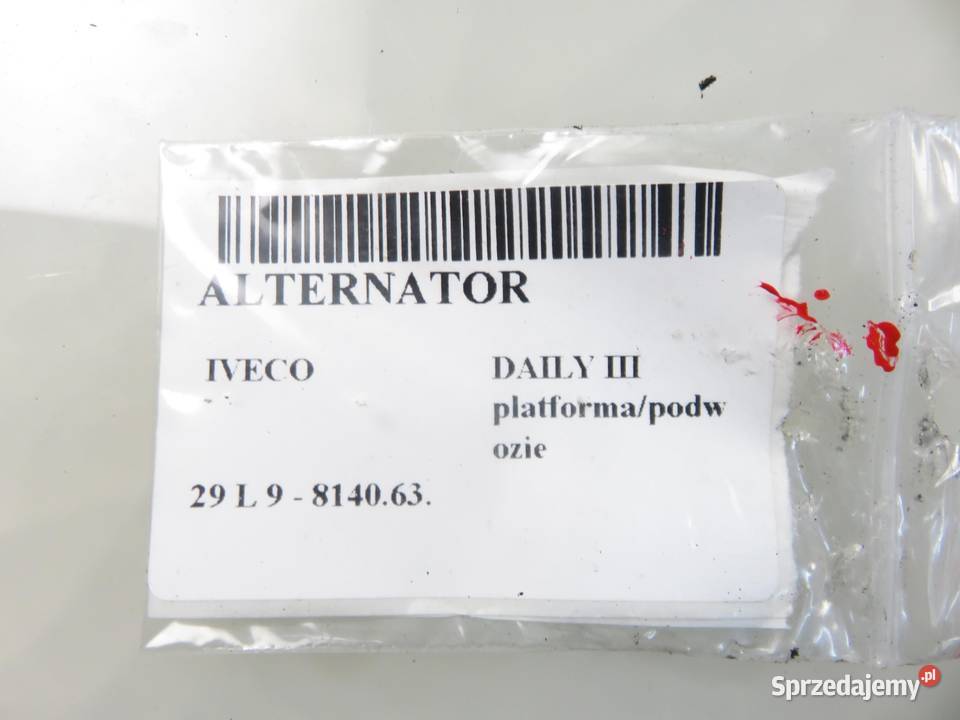 ALTERNATOR
IVECO DAILY III
platforma/podw
ozie
29 L 9 - 8140.63.
Sprzedajemy.pl